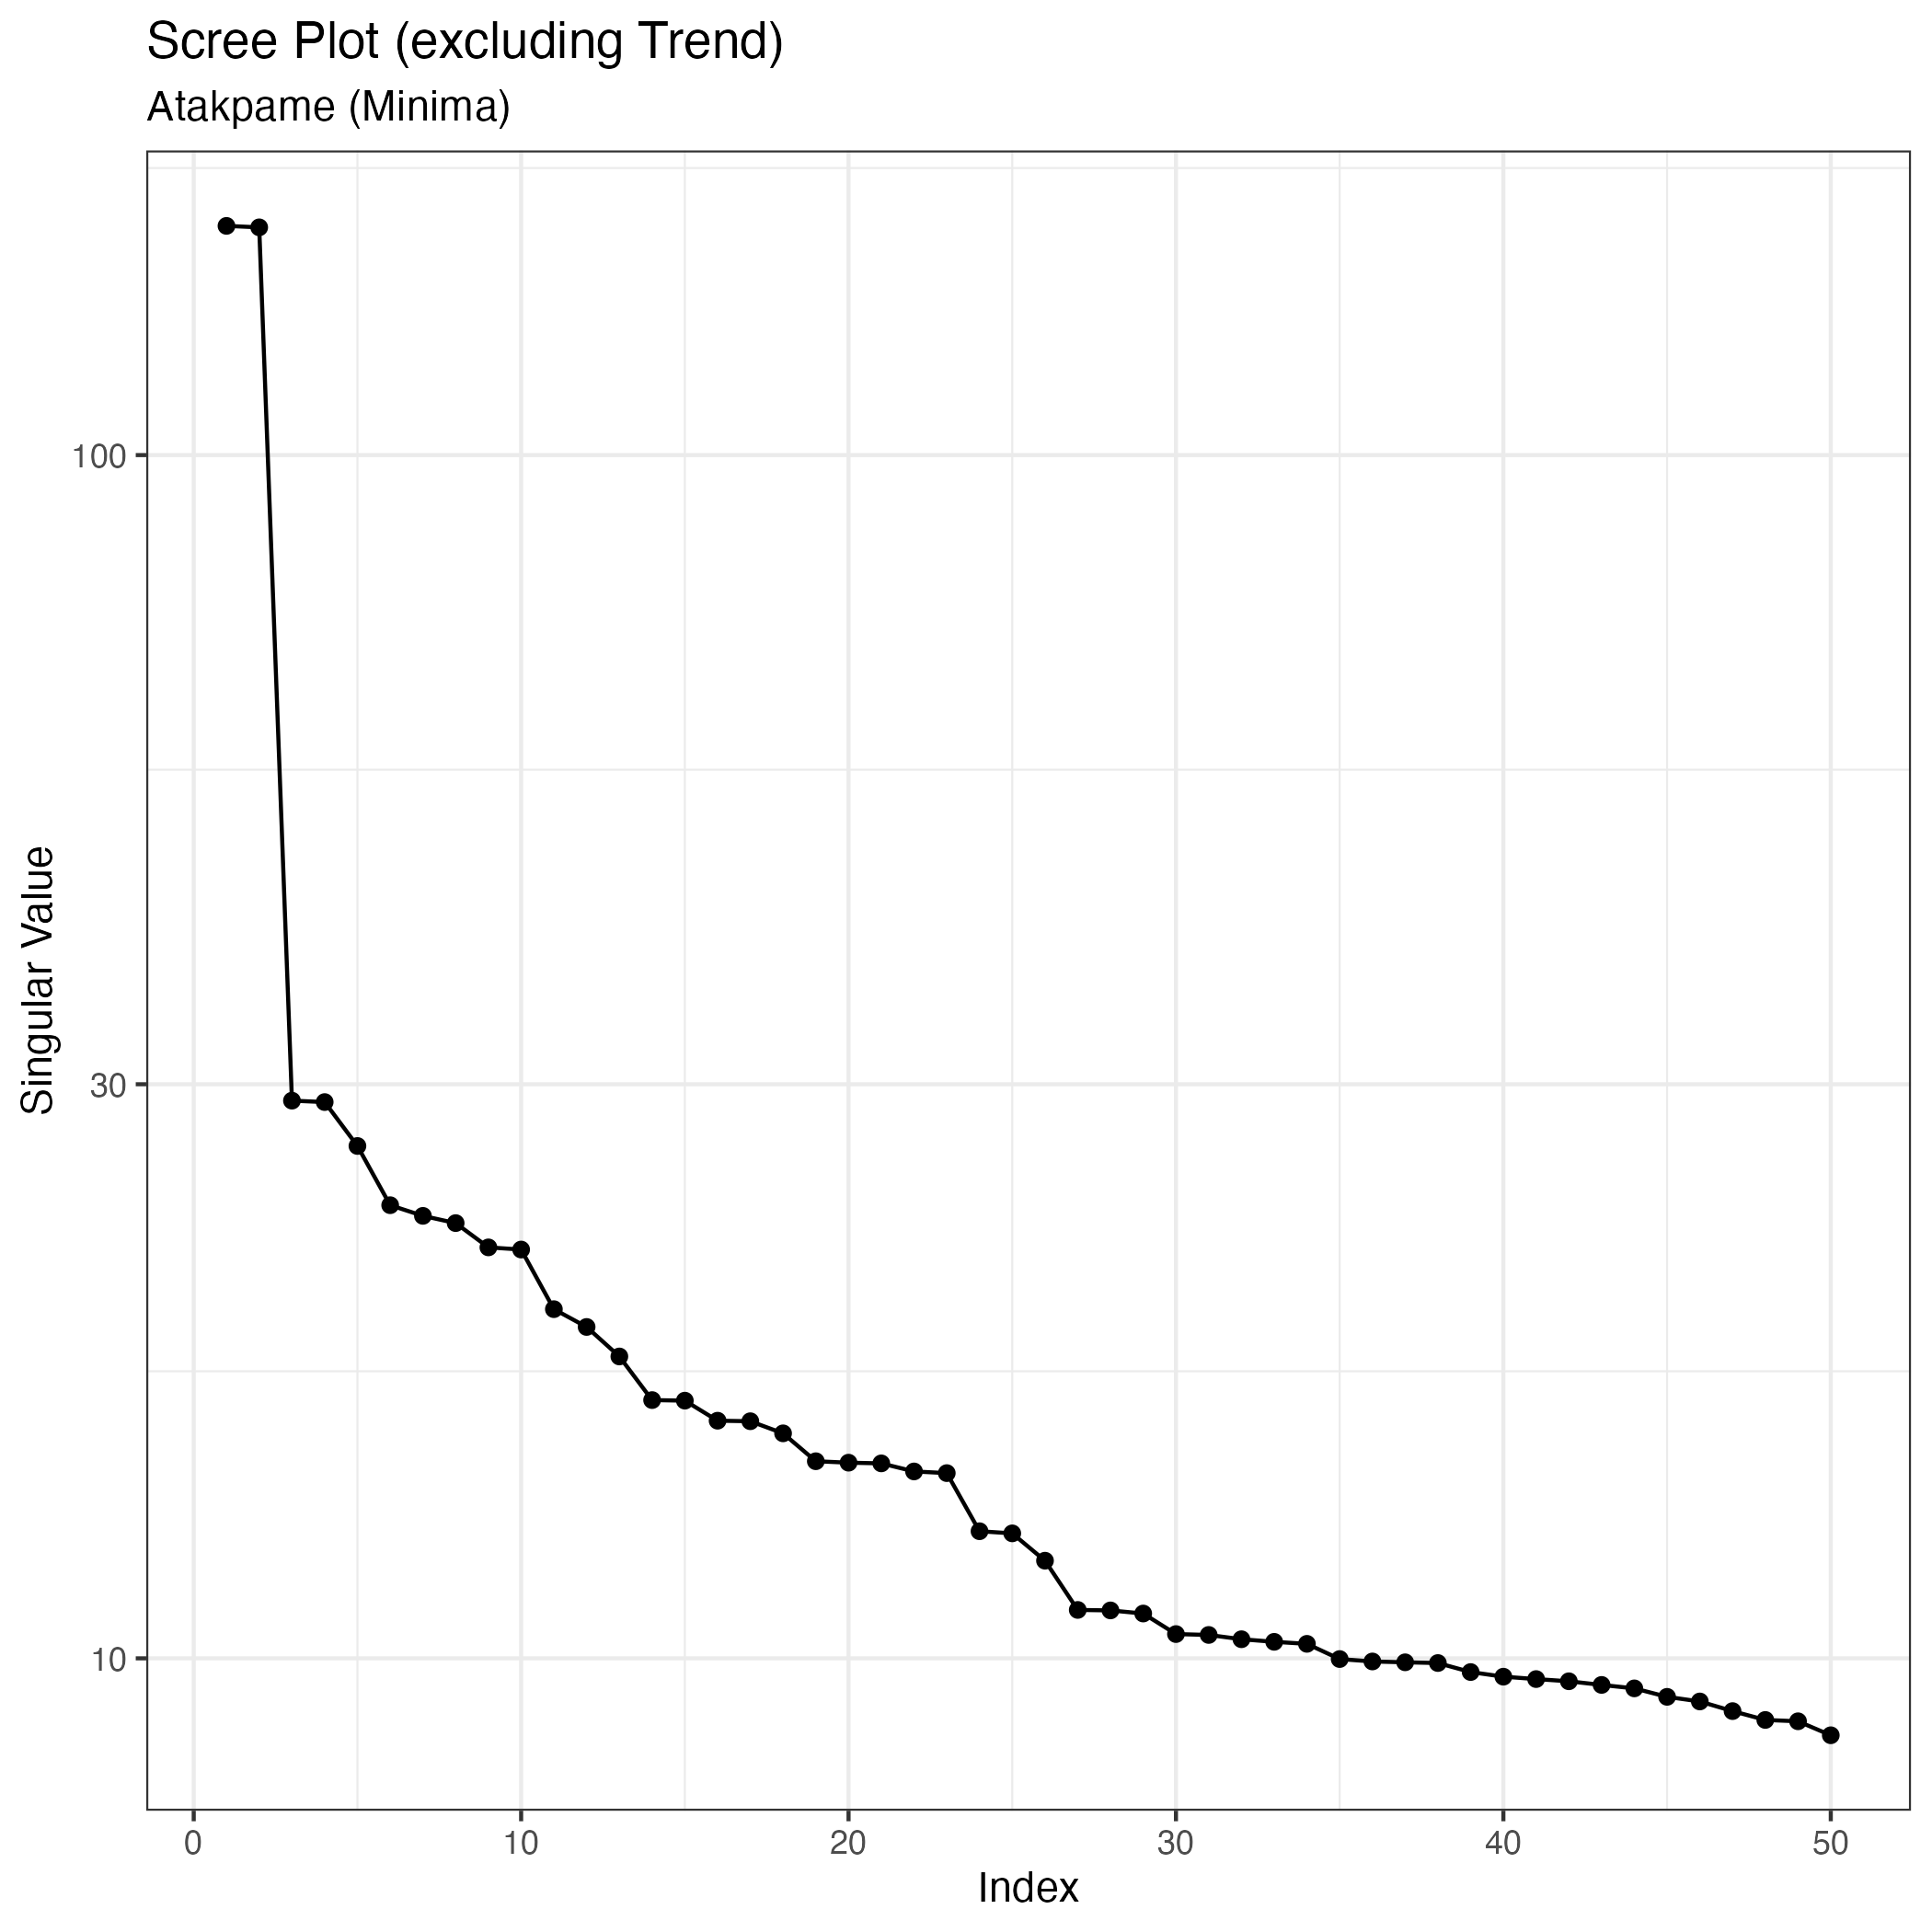 Scree Plot (excluding Trend)
Atakpame (Minima)
Singular Value
100
30
10
0 10 20 30 40 50
Index